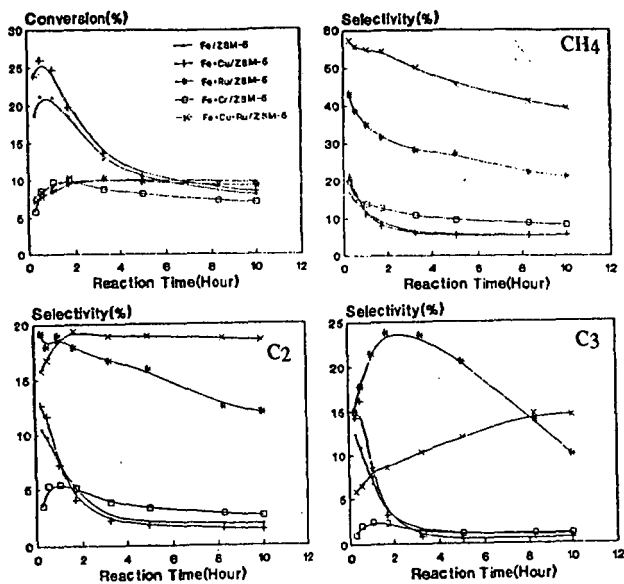 Conversion(%)
30
25
20
15
10
5
0
0 2 4 6 8 10 12
Reaction Time(Hour)
Fe/ZSM-5
Fe+Cu/ZSM-5
Fe+Ru/ZSM-5
Fe+Cr/ZSM-5
Fe+Cu+Ru/ZSM-5
Selectivity(%)
CH4
60
50
40
30
20
10
0
0 2 4 6 8 10 12
Reaction Time(Hour)
Selectivity(%)
C2
20
15
10
5
0
0 2 4 6 8 10 12
Reaction Time(Hour)
Selectivity(%)
C3
25
20
15
10
5
0
0 2 4 6 8 10 12
Reaction Time(Hour)